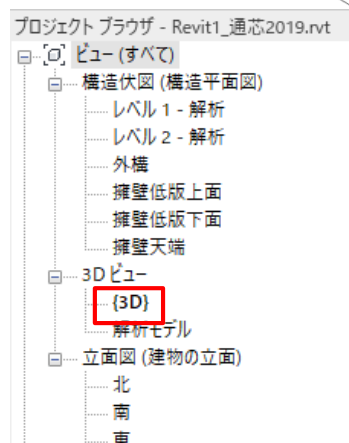 プロジェクト ブラウザ - Revit1_通芯2019.rvt
ビュー (すべて)
構造伏図 (構造平面図)
レベル 1 - 解析
レベル 2 - 解析
外構
擁壁低版上面
擁壁低版下面
擁壁天端
3D ビュー
{3D}
解析モデル
立面図 (建物の立面)
北
南
東